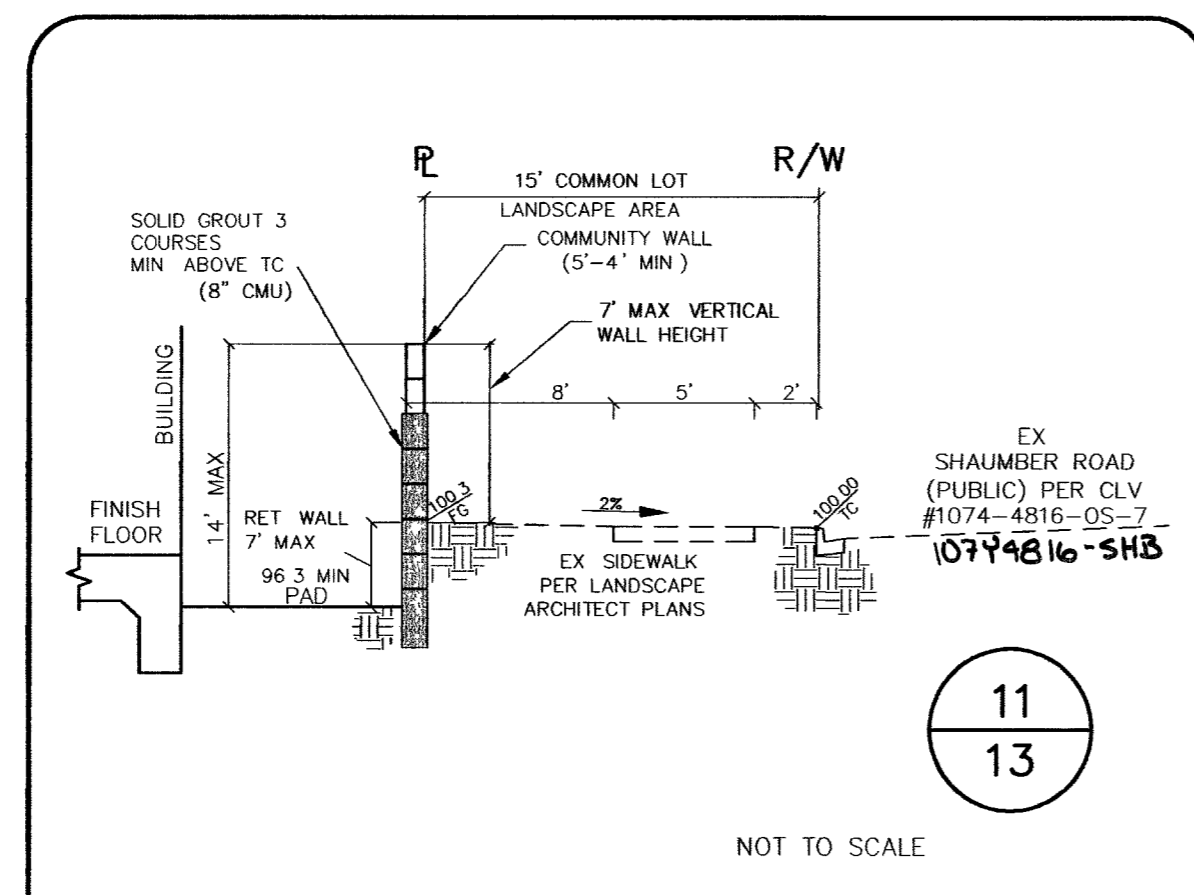 PL
R/W
15' COMMON LOT
LANDSCAPE AREA
SOLID GROUT 3
COURSES
MIN ABOVE TC
(8" CMU)
COMMUNITY WALL
(5'-4' MIN )
7' MAX VERTICAL
WALL HEIGHT
BUILDING
8'
5'
2'
14' MAX
FINISH
FLOOR
RET WALL
7' MAX
96 3 MIN
PAD
100 3
FG
2%
100.00
TC
EX SIDEWALK
PER LANDSCAPE
ARCHITECT PLANS
EX
SHAUMBER ROAD
(PUBLIC) PER CLV
#1074-4816-OS-7
107Y4816-SHB
11
13
NOT TO SCALE